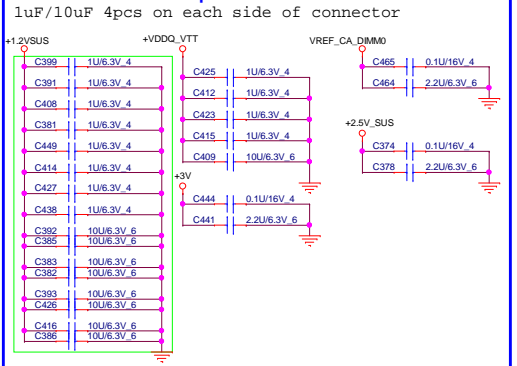 1uF/10uF 4pcs on each side of connector
+1.2VSUS
C399 1U/6.3V_4
C391 1U/6.3V_4
C408 1U/6.3V_4
C381 1U/6.3V_4
C449 1U/6.3V_4
C414 1U/6.3V_4
C427 1U/6.3V_4
C438 1U/6.3V_4
C392 10U/6.3V_6
C385 10U/6.3V_6
C383 10U/6.3V_6
C382 10U/6.3V_6
C393 10U/6.3V_6
C426 10U/6.3V_6
C416 10U/6.3V_6
C386 10U/6.3V_6
+VDDQ_VTT
C425 1U/6.3V_4
C412 1U/6.3V_4
C423 1U/6.3V_4
C415 1U/6.3V_4
C409 10U/6.3V_6
+3V
C444 0.1U/16V_4
C441 2.2U/6.3V_6
VREF_CA_DIMM0
C465 0.1U/16V_4
C464 2.2U/6.3V_6
+2.5V_SUS
C374 0.1U/16V_4
C378 2.2U/6.3V_6